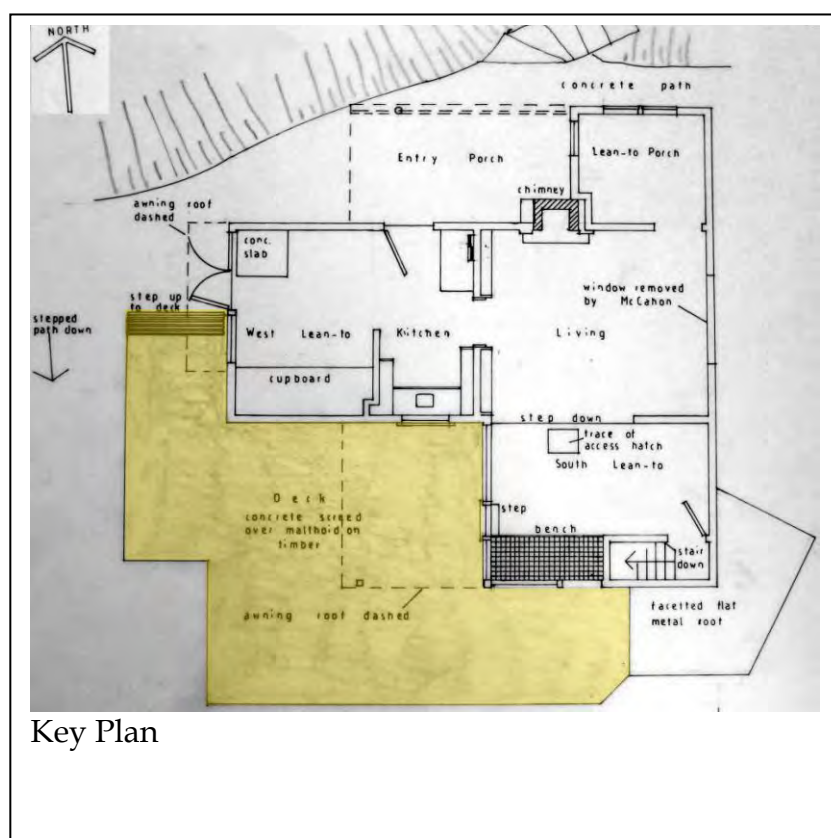 NORTH
concrete path
Entry Porch
Lean-to Porch
chimney
awning roof
dashed
conc.
slab
window removed
by McCahon
step up
to deck
stepped
path down
West Lean-to
Kitchen
Living
cupboard
step down
trace of
access hatch
South Lean-to
Deck
concrete screed
over malthoid on
timber
step
bench
stair
down
awning roof dashed
facetted flat
metal roof
Key Plan